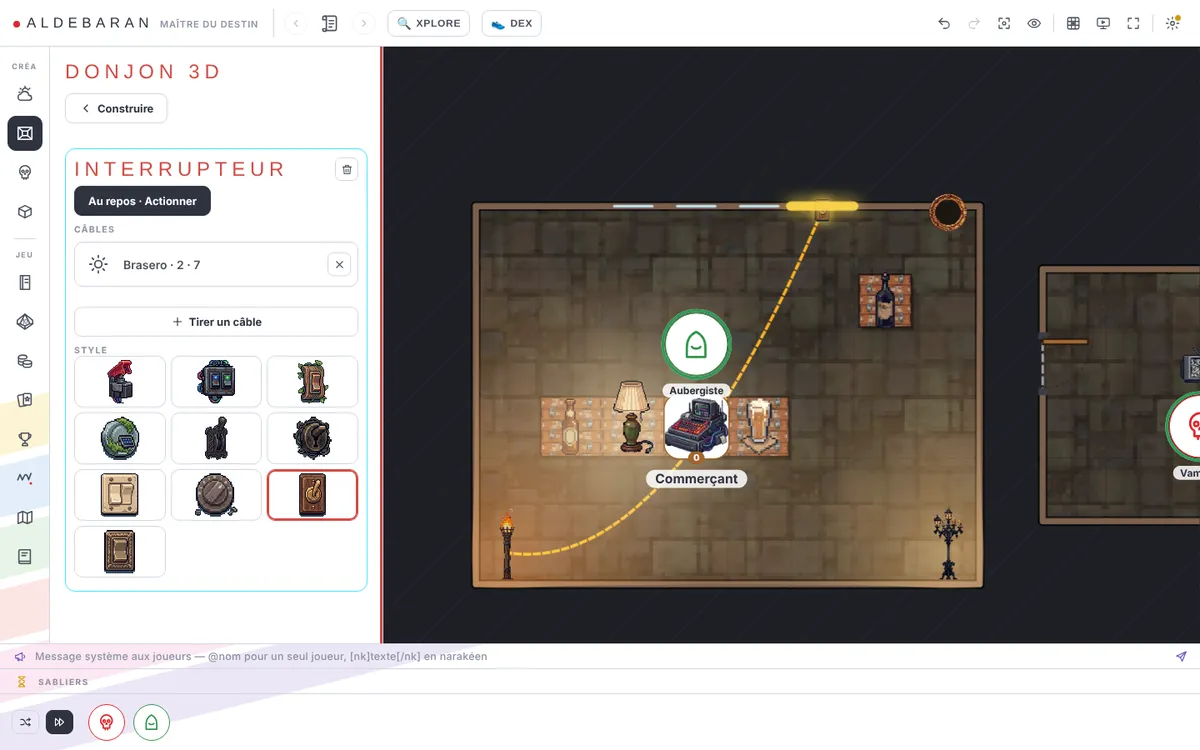 ALDEBARAN MAÎTRE DU DESTIN
XPLORE
DEX
CRÉA
JEU
DONJON 3D
Construire
INTERRUPTEUR
Au repos · Actionner
CÂBLES
Brasero · 2 · 7
Tirer un câble
STYLE
Aubergiste
0
Commerçant
Vam
Message système aux joueurs — @nom pour un seul joueur, [nk]texte[/nk] en narakéen
SABLIERS